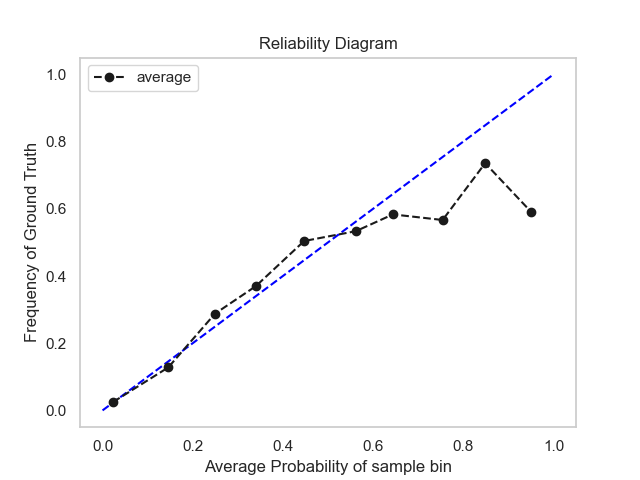 Reliability Diagram
average
Frequency of Ground Truth
1.0
0.8
0.6
0.4
0.2
0.0
0.0 0.2 0.4 0.6 0.8 1.0
Average Probability of sample bin